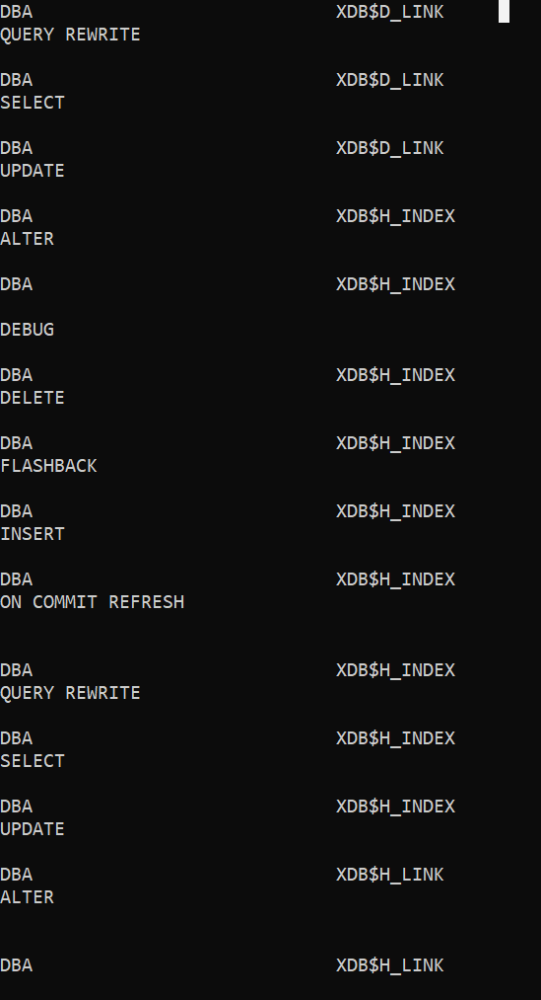 DBA XDB$D_LINK
QUERY REWRITE
DBA XDB$D_LINK
SELECT
DBA XDB$D_LINK
UPDATE
DBA XDB$H_INDEX
ALTER
DBA XDB$H_INDEX
DEBUG
DBA XDB$H_INDEX
DELETE
DBA XDB$H_INDEX
FLASHBACK
DBA XDB$H_INDEX
INSERT
DBA XDB$H_INDEX
ON COMMIT REFRESH
DBA XDB$H_INDEX
QUERY REWRITE
DBA XDB$H_INDEX
SELECT
DBA XDB$H_INDEX
UPDATE
DBA XDB$H_LINK
ALTER
DBA XDB$H_LINK